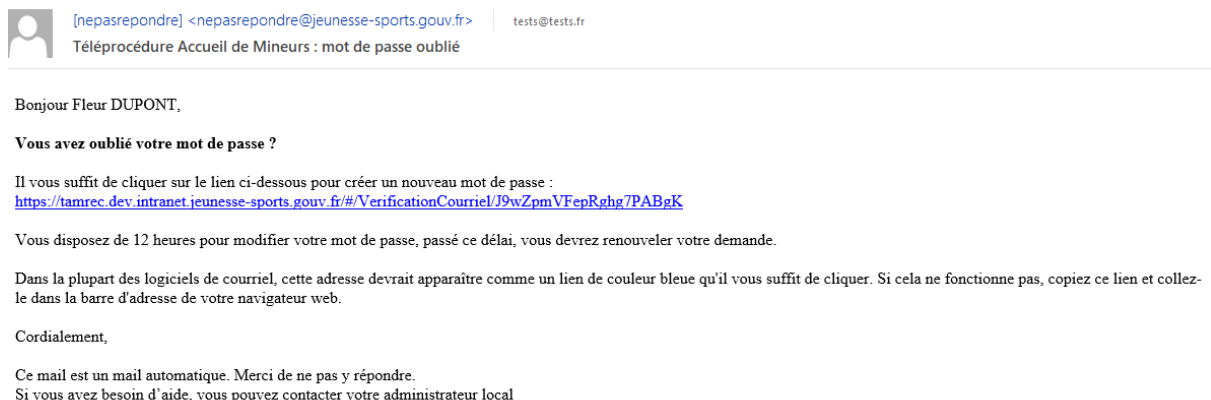 [nepasrepondre] <nepasrepondre@jeunesse-sports.gouv.fr> tests@tests.fr
Téléprocédure Accueil de Mineurs : mot de passe oublié
Bonjour Fleur DUPONT,
Vous avez oublié votre mot de passe ?
Il vous suffit de cliquer sur le lien ci-dessous pour créer un nouveau mot de passe :
https://tamrec.dev.intranet.jeunesse-sports.gouv.fr/#/VerificationCourriel/J9wZpmVFepRghg7PABgK
Vous disposez de 12 heures pour modifier votre mot de passe, passé ce délai, vous devrez renouveler votre demande.
Dans la plupart des logiciels de courriel, cette adresse devrait apparaître comme un lien de couleur bleue qu'il vous suffit de cliquer. Si cela ne fonctionne pas, copiez ce lien et collez-
le dans la barre d'adresse de votre navigateur web.
Cordialement,
Ce mail est un mail automatique. Merci de ne pas y répondre.
Si vous avez besoin d’aide, vous pouvez contacter votre administrateur local